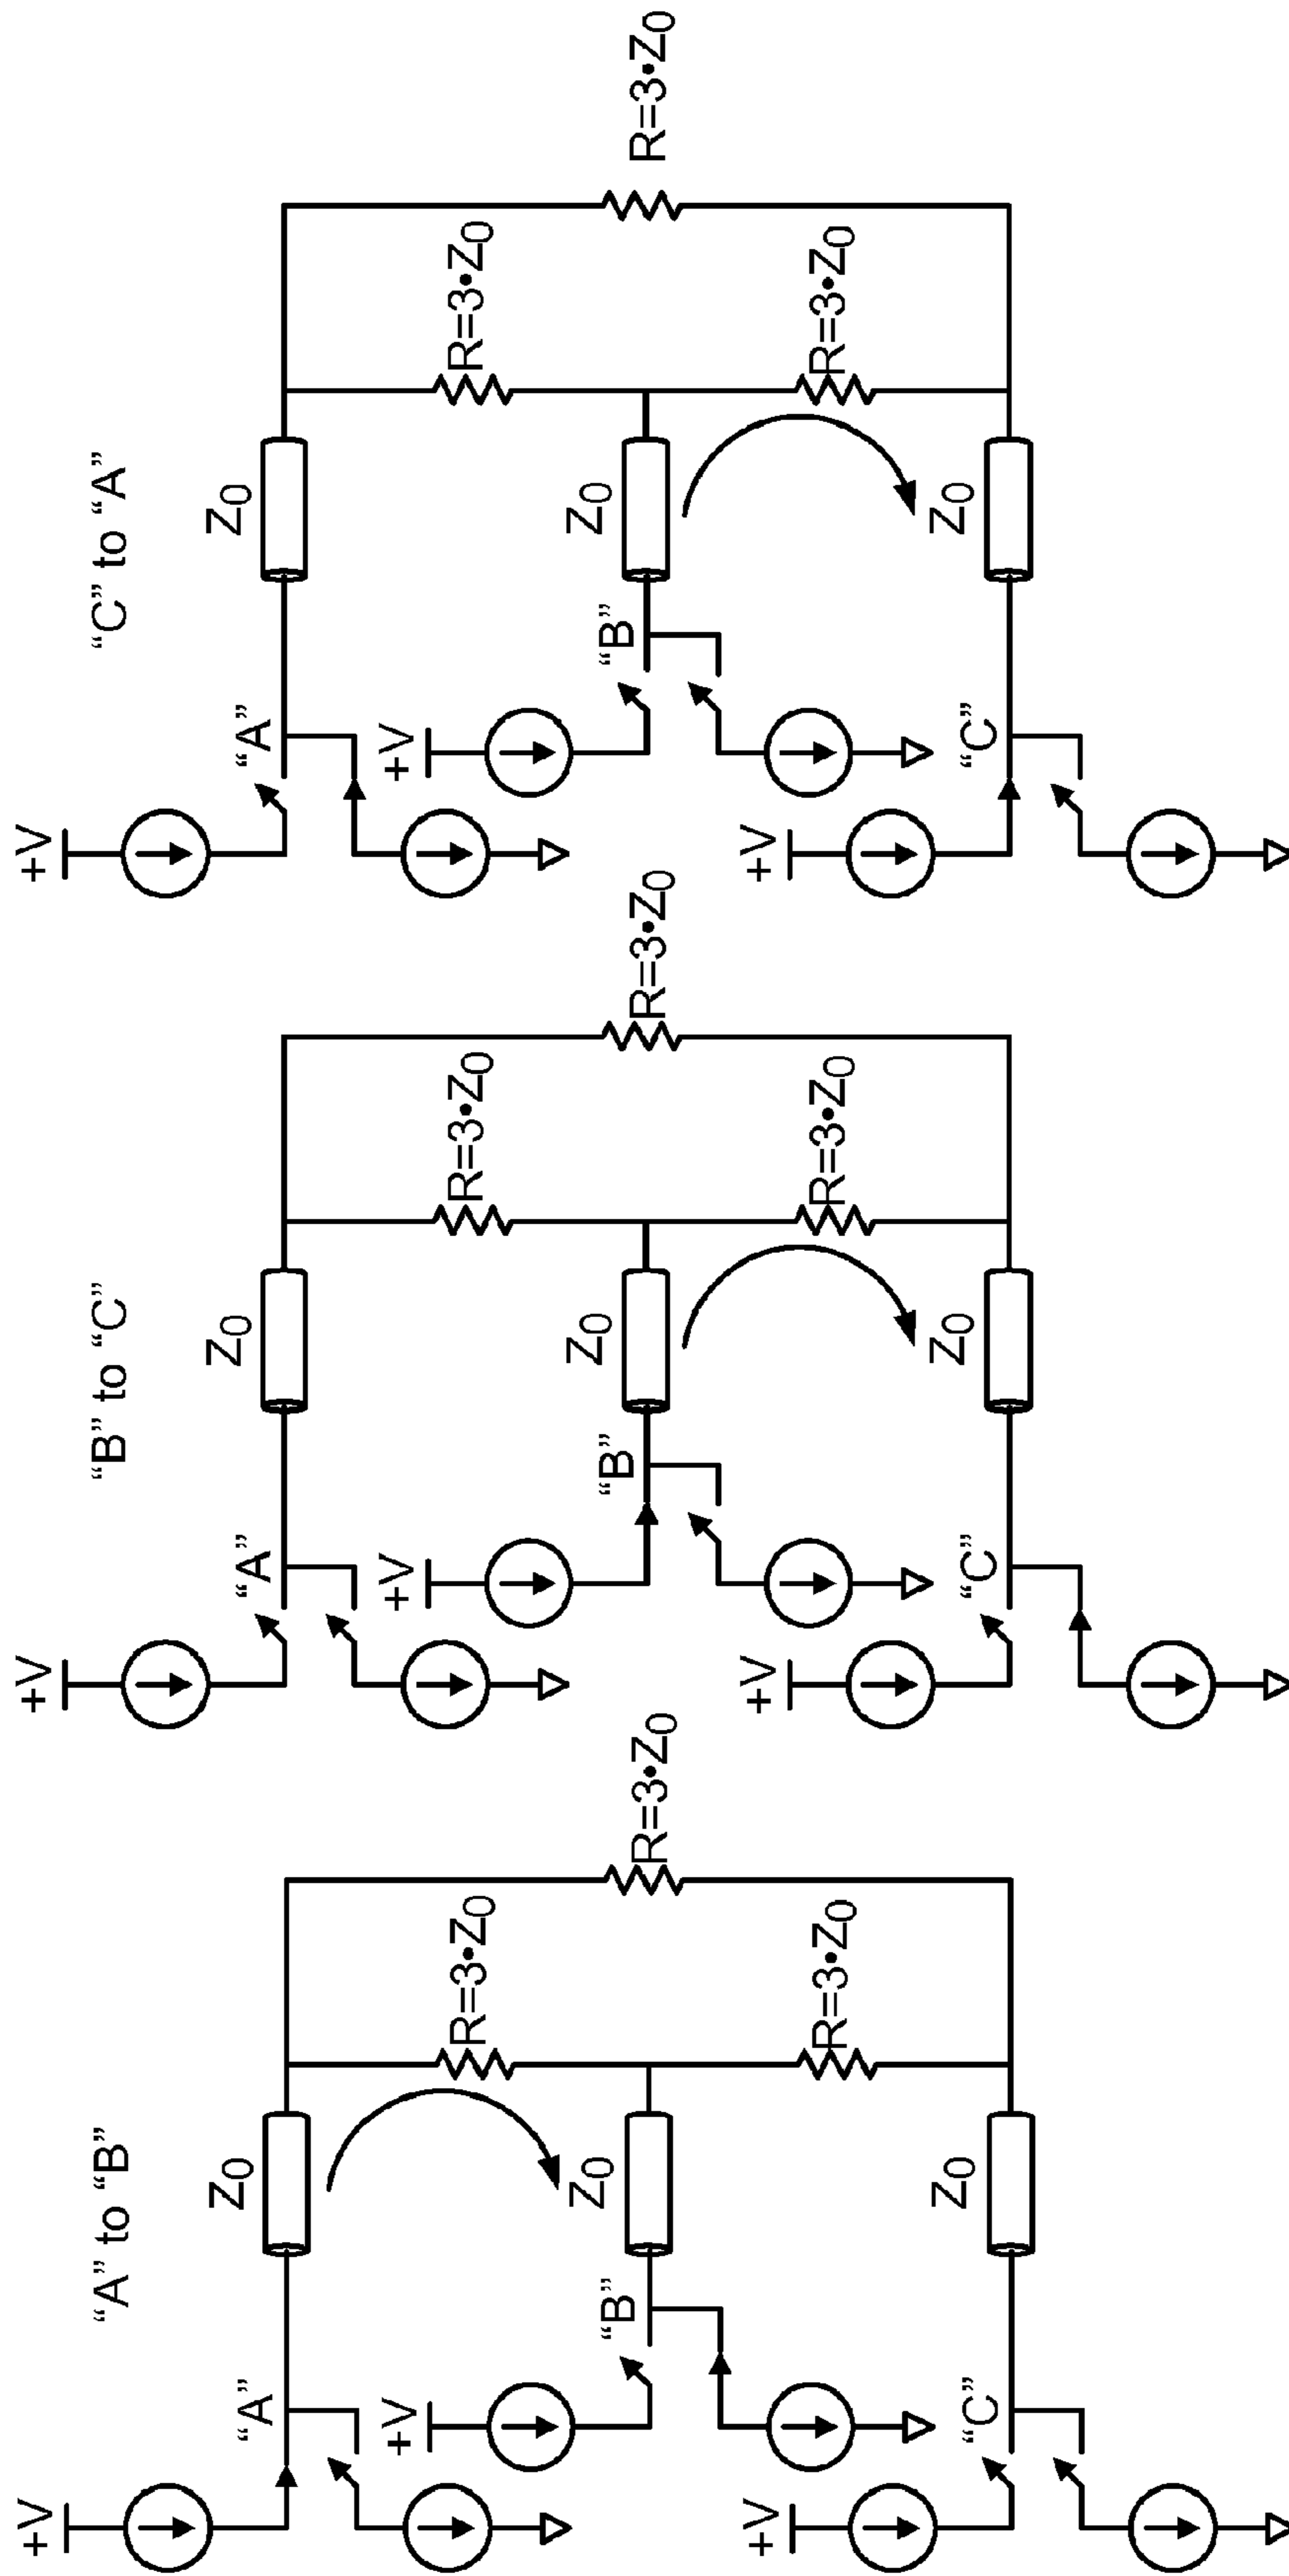 “A” to “B”
+V
“A”
Z0
R=3•Z0
+V
“B”
Z0
R=3•Z0
+V
“C”
Z0
R=3•Z0
“B” to “C”
+V
“A”
Z0
R=3•Z0
+V
“B”
Z0
R=3•Z0
+V
“C”
Z0
R=3•Z0
“C” to “A”
+V
“A”
Z0
R=3•Z0
+V
“B”
Z0
R=3•Z0
+V
“C”
Z0
R=3•Z0